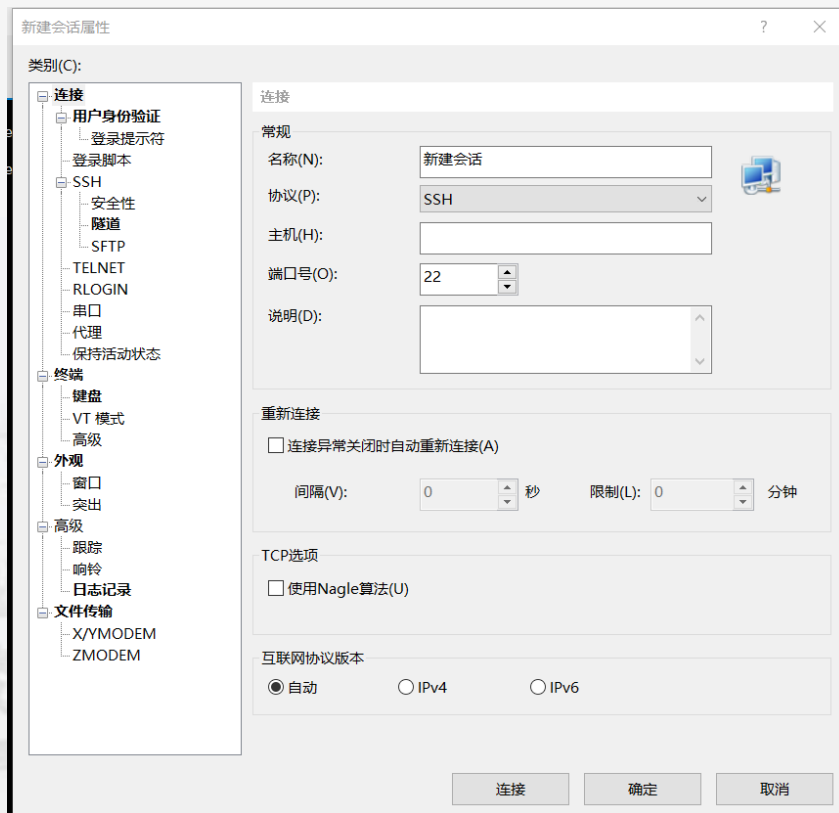 新建会话属性
?
类别(C):
连接
用户身份验证
登录提示符
登录脚本
SSH
安全性
隧道
SFTP
TELNET
RLOGIN
串口
代理
保持活动状态
终端
键盘
VT 模式
高级
外观
窗口
突出
高级
跟踪
响铃
日志记录
文件传输
X/YMODEM
ZMODEM
连接
常规
名称(N): 新建会话
协议(P): SSH
主机(H):
端口号(O): 22
说明(D):
重新连接
连接异常关闭时自动重新连接(A)
间隔(V): 0 秒 限制(L): 0 分钟
TCP选项
使用Nagle算法(U)
互联网协议版本
自动 IPv4 IPv6
连接 确定 取消